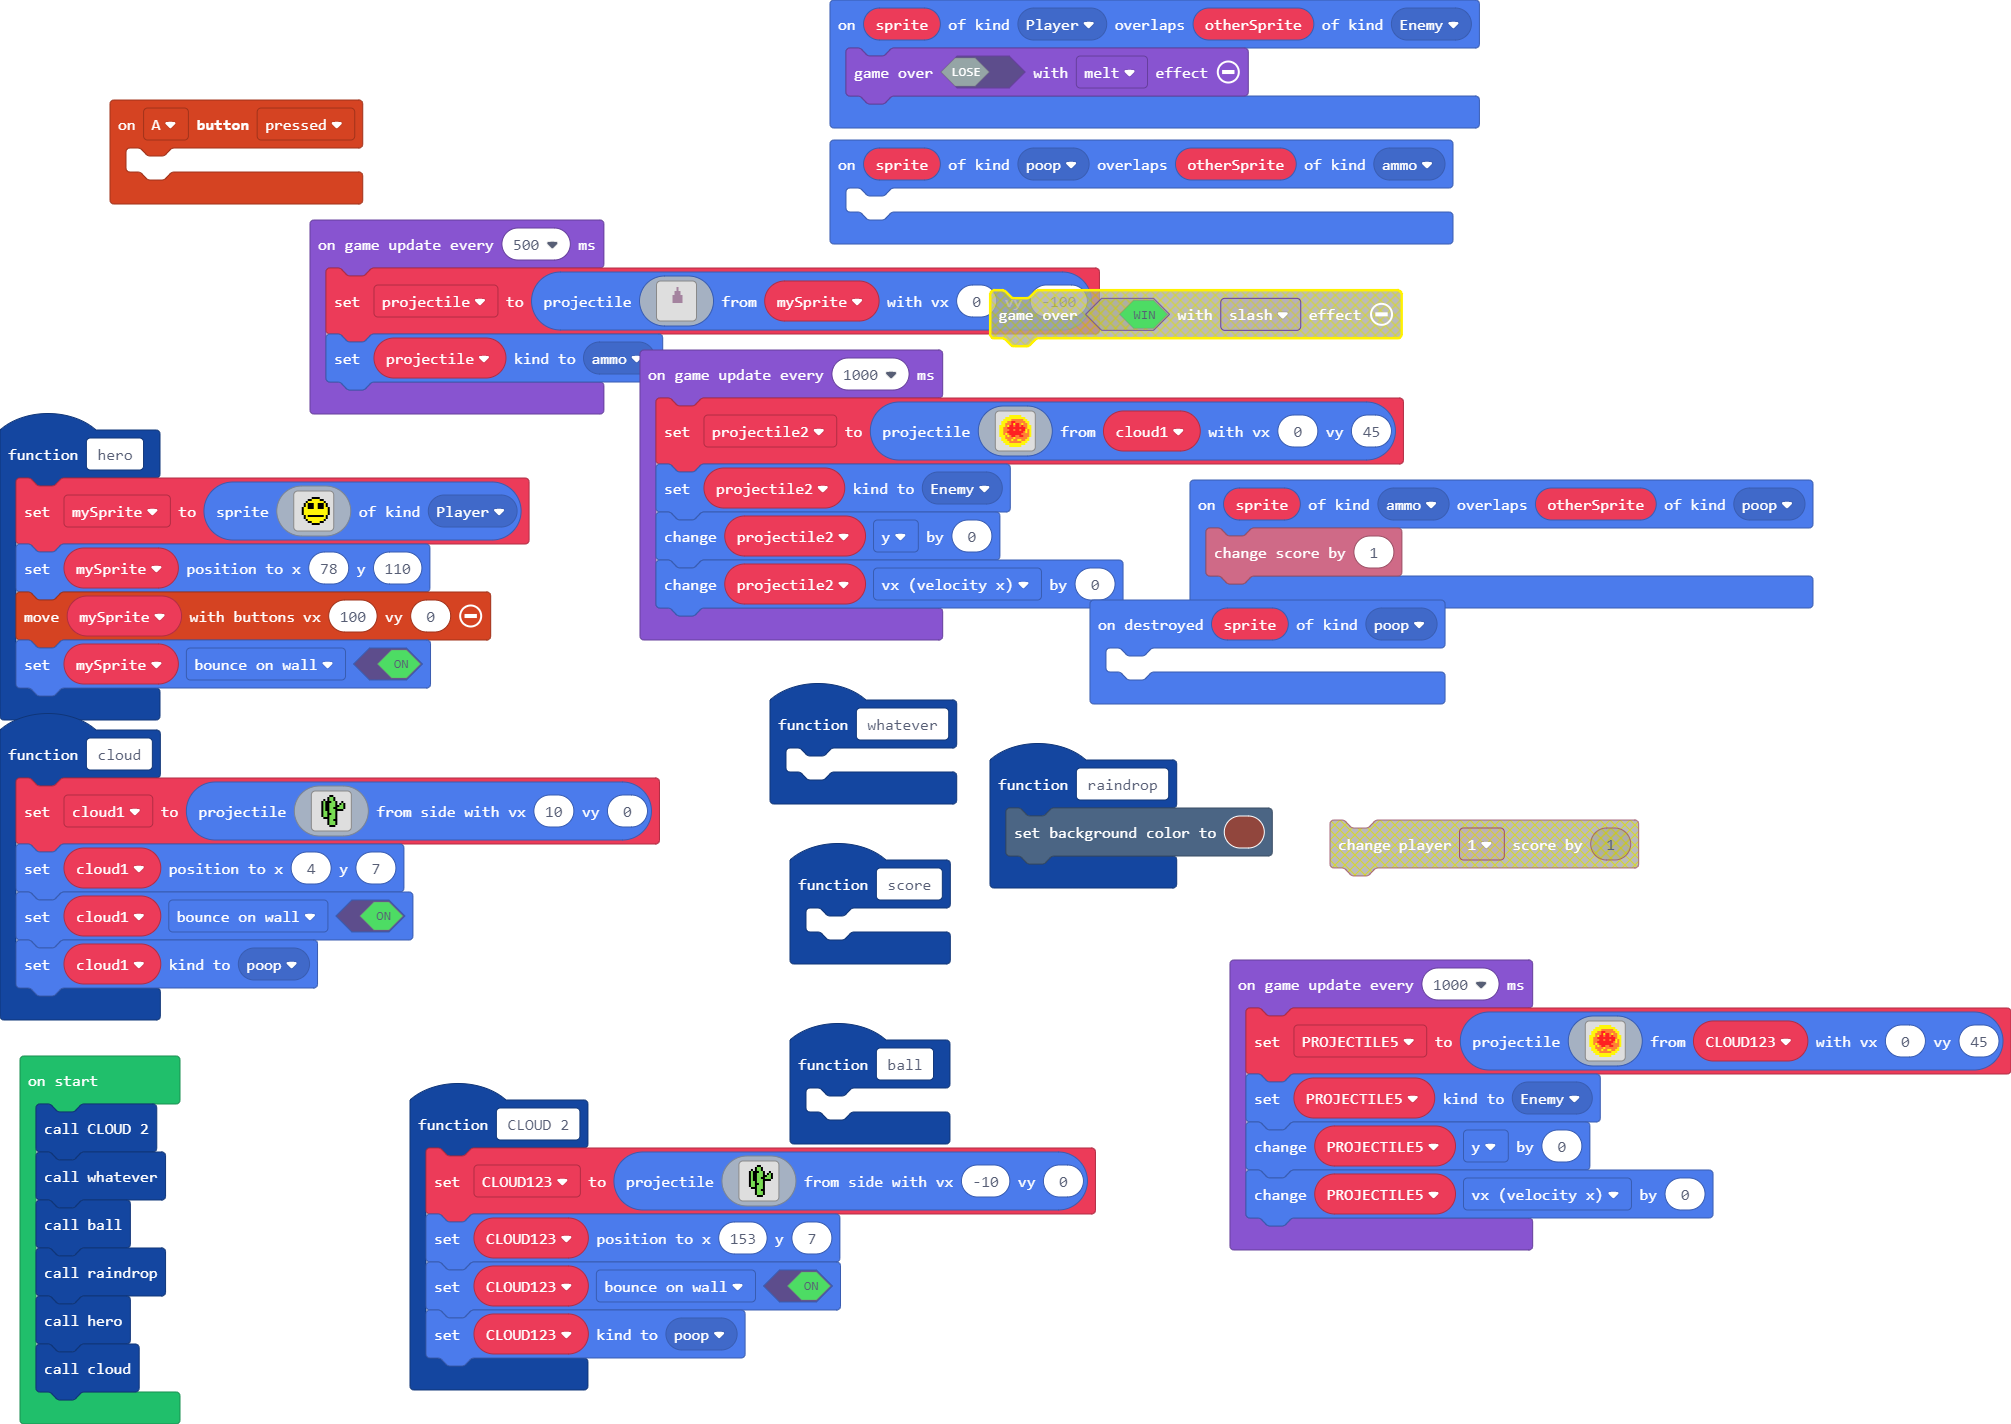 on sprite of kind Player overlaps otherSprite of kind Enemy
game over LOSE with melt effect
on A button pressed
on sprite of kind poop overlaps otherSprite of kind ammo
on game update every 500 ms
set projectile to projectile from mySprite with vx 0 vy -100
set projectile kind to ammo
game over WIN with slash effect
on game update every 1000 ms
set projectile2 to projectile from cloud1 with vx 0 vy 45
set projectile2 kind to Enemy
change projectile2 y by 0
change projectile2 vx (velocity x) by 0
function hero
set mySprite to sprite of kind Player
set mySprite position to x 78 y 110
move mySprite with buttons vx 100 vy 0
set mySprite bounce on wall ON
on sprite of kind ammo overlaps otherSprite of kind poop
change score by 1
on destroyed sprite of kind poop
function cloud
set cloud1 to projectile from side with vx 10 vy 0
set cloud1 position to x 4 y 7
set cloud1 bounce on wall ON
set cloud1 kind to poop
function whatever
function raindrop
set background color to
change player 1 score by 1
function score
function ball
on start
call CLOUD 2
call whatever
call ball
call raindrop
call hero
call cloud
function CLOUD 2
set CLOUD123 to projectile from side with vx -10 vy 0
set CLOUD123 position to x 153 y 7
set CLOUD123 bounce on wall ON
set CLOUD123 kind to poop
on game update every 1000 ms
set PROJECTILE5 to projectile from CLOUD123 with vx 0 vy 45
set PROJECTILE5 kind to Enemy
change PROJECTILE5 y by 0
change PROJECTILE5 vx (velocity x) by 0